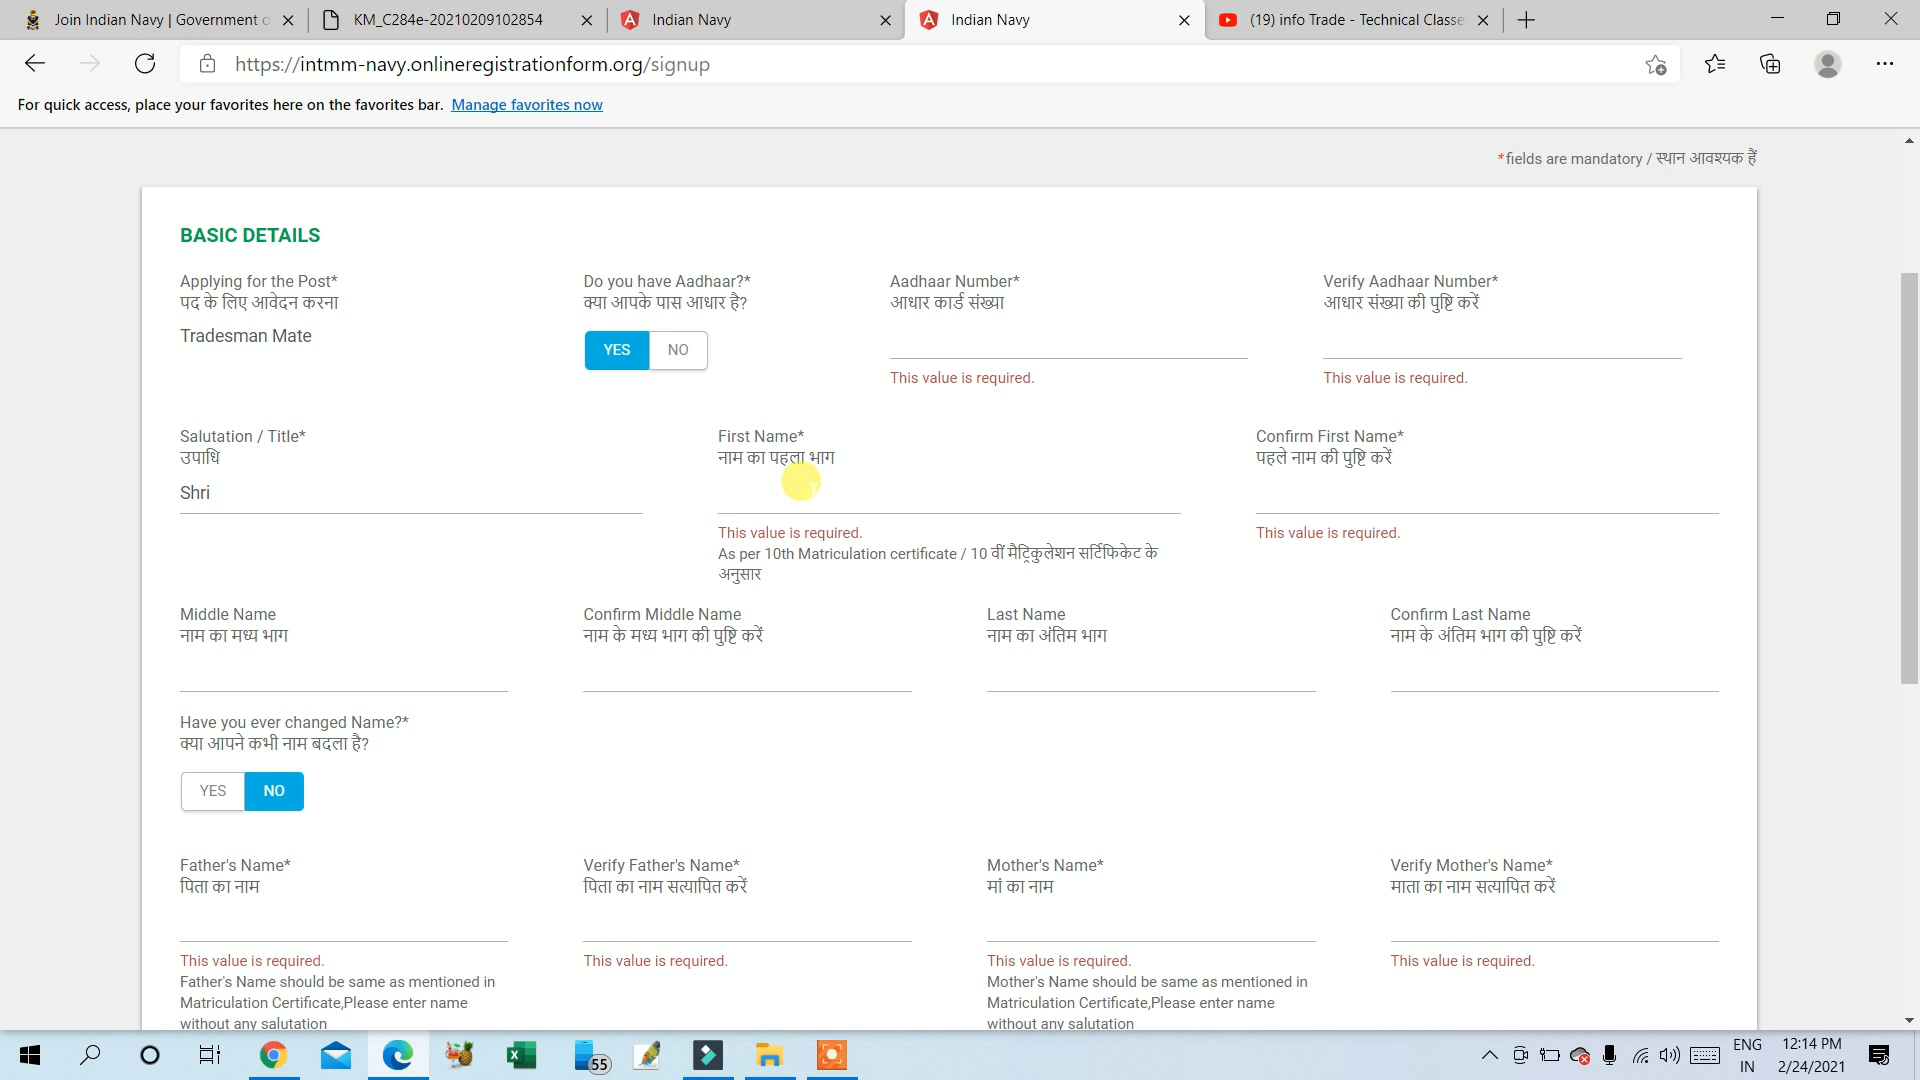 Join Indian Navy | Government o
KM_C284e-20210209102854
Indian Navy
Indian Navy
(19) info Trade - Technical Classe
https://intmm-navy.onlineregistrationform.org/signup
For quick access, place your favorites here on the favorites bar. Manage favorites now
*fields are mandatory / स्थान आवश्यक हैं
BASIC DETAILS
Applying for the Post*
पद के लिए आवेदन करना
Tradesman Mate
Do you have Aadhaar?*
क्या आपके पास आधार है?
YES NO
Aadhaar Number*
आधार कार्ड संख्या
This value is required.
Verify Aadhaar Number*
आधार संख्या की पुष्टि करें
This value is required.
Salutation / Title*
उपाधि
Shri
First Name*
नाम का पहला भाग
This value is required.
As per 10th Matriculation certificate / 10 वीं मैट्रिकुलेशन सर्टिफिकेट के
अनुसार
Confirm First Name*
पहले नाम की पुष्टि करें
This value is required.
Middle Name
नाम का मध्य भाग
Confirm Middle Name
नाम के मध्य भाग की पुष्टि करें
Last Name
नाम का अंतिम भाग
Confirm Last Name
नाम के अंतिम भाग की पुष्टि करें
Have you ever changed Name?*
क्या आपने कभी नाम बदला है?
YES NO
Father's Name*
पिता का नाम
This value is required.
Father's Name should be same as mentioned in
Matriculation Certificate,Please enter name
without any salutation
Verify Father's Name*
पिता का नाम सत्यापित करें
This value is required.
Mother's Name*
मां का नाम
This value is required.
Mother's Name should be same as mentioned in
Matriculation Certificate,Please enter name
without any salutation
Verify Mother's Name*
माता का नाम सत्यापित करें
This value is required.
55
ENG
IN
12:14 PM
2/24/2021